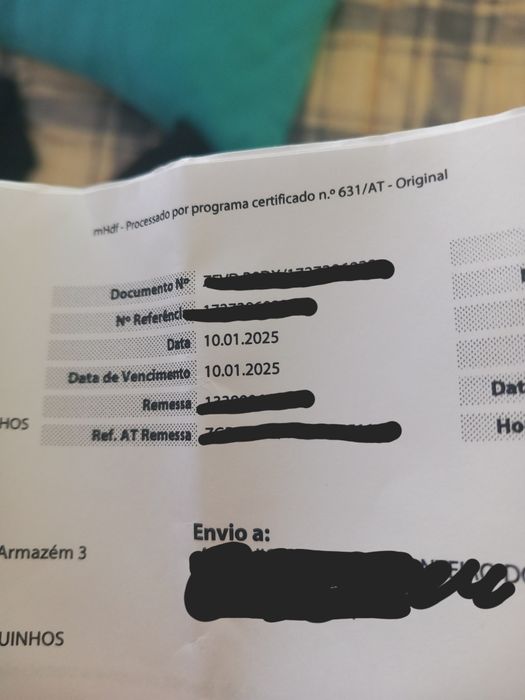 mHdf - Processado por programa certificado n.º 631/AT - Original
Documento Nº
Nº Referênci
Data 10.01.2025
Data de Vencimento 10.01.2025
Remessa
Ref. AT Remessa
Dat
Ho
HOS
Envio a:
Armazém 3
UINHOS